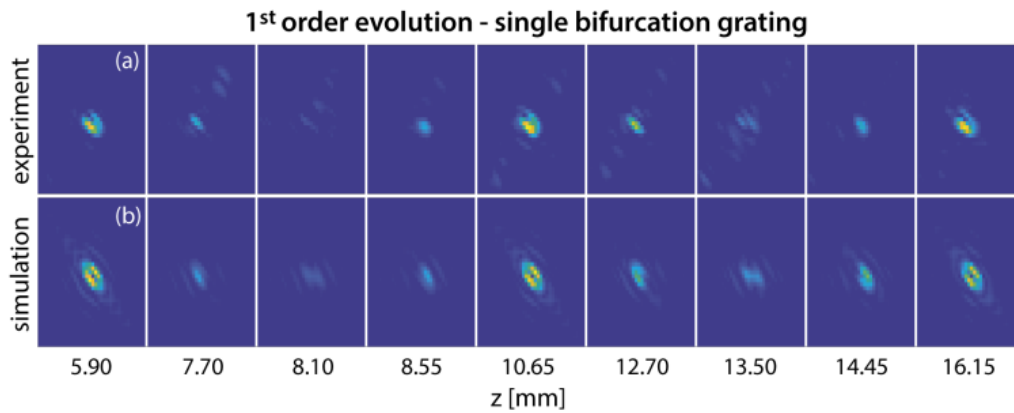 1st order evolution - single bifurcation grating
experiment
(a)
simulation
(b)
5.90 7.70 8.10 8.55 10.65 12.70 13.50 14.45 16.15
z [mm]